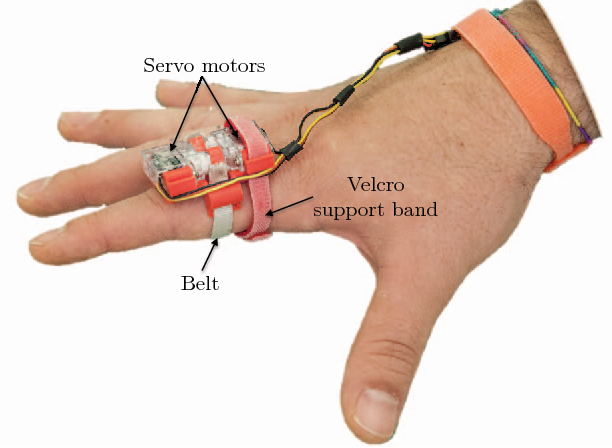 Servo motors
Velcro
support band
Belt